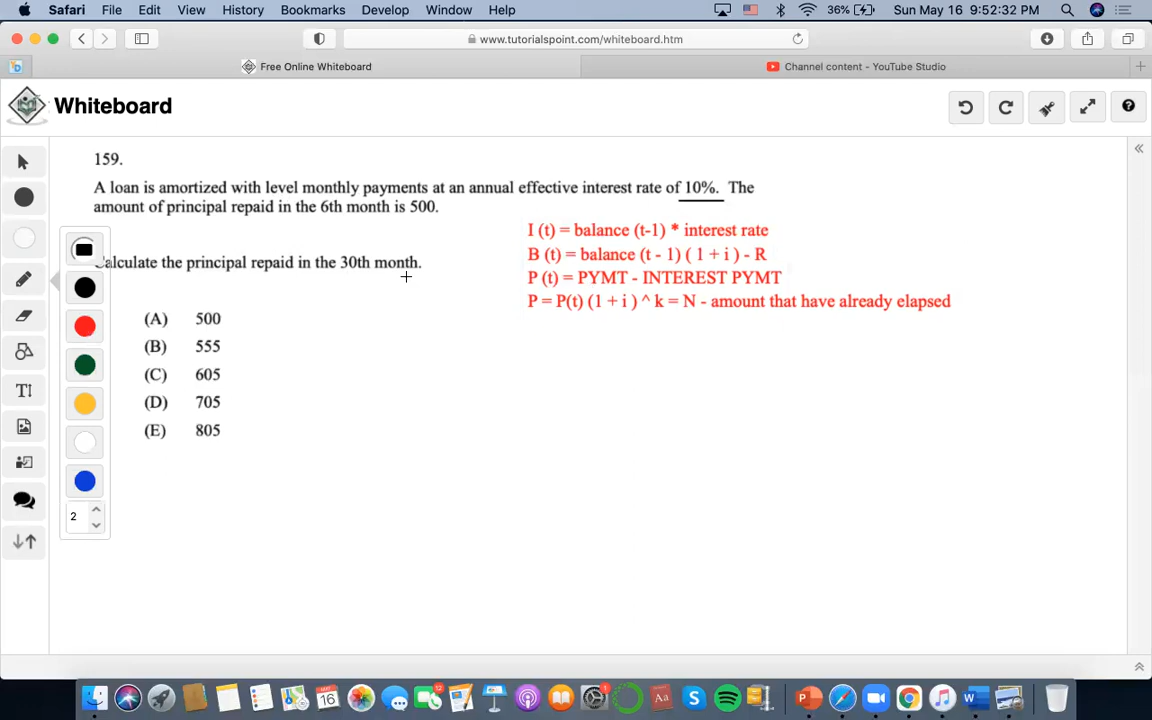 Safari File Edit View History Bookmarks Develop Window Help 36% Sun May 16 9:52:32 PM
www.tutorialspoint.com/whiteboard.htm
Free Online Whiteboard Channel content - YouTube Studio
Whiteboard
159.
A loan is amortized with level monthly payments at an annual effective interest rate of 10%. The
amount of principal repaid in the 6th month is 500.
I (t) = balance (t-1) * interest rate
B (t) = balance (t - 1) ( 1 + i ) - R
Calculate the principal repaid in the 30th month.
P (t) = PYMT - INTEREST PYMT
P = P(t) (1 + i ) ^ k = N - amount that have already elapsed
(A) 500
(B) 555
(C) 605
(D) 705
(E) 805
2